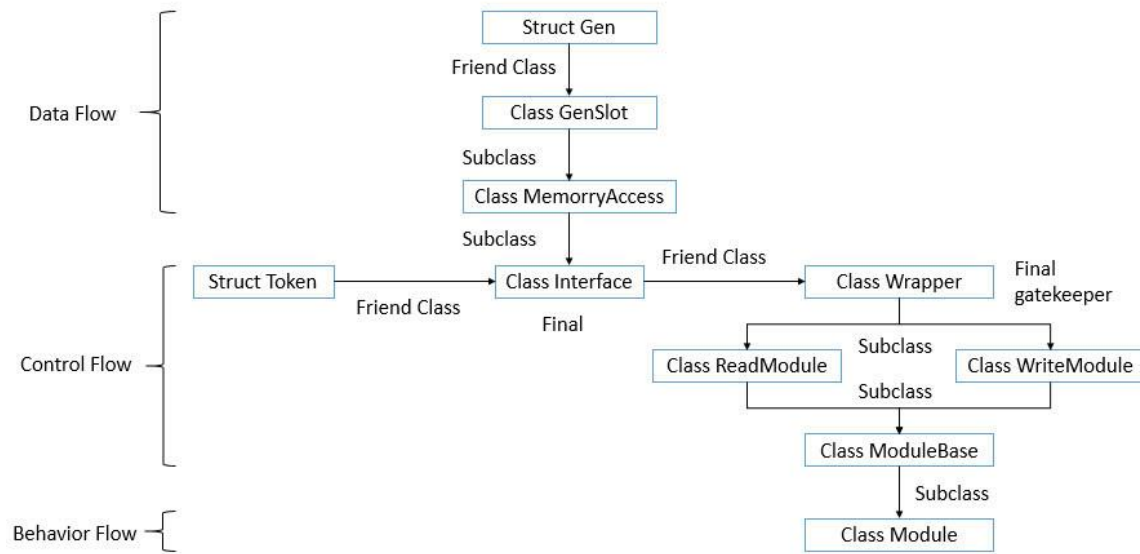 Struct Gen
Friend Class
Data Flow
Class GenSlot
Subclass
Class MemorryAccess
Subclass
Friend Class
Struct Token
Class Interface
Class Wrapper
Final
gatekeeper
Friend Class
Final
Subclass
Control Flow
Class ReadModule
Class WriteModule
Subclass
Class ModuleBase
Subclass
Behavior Flow
Class Module